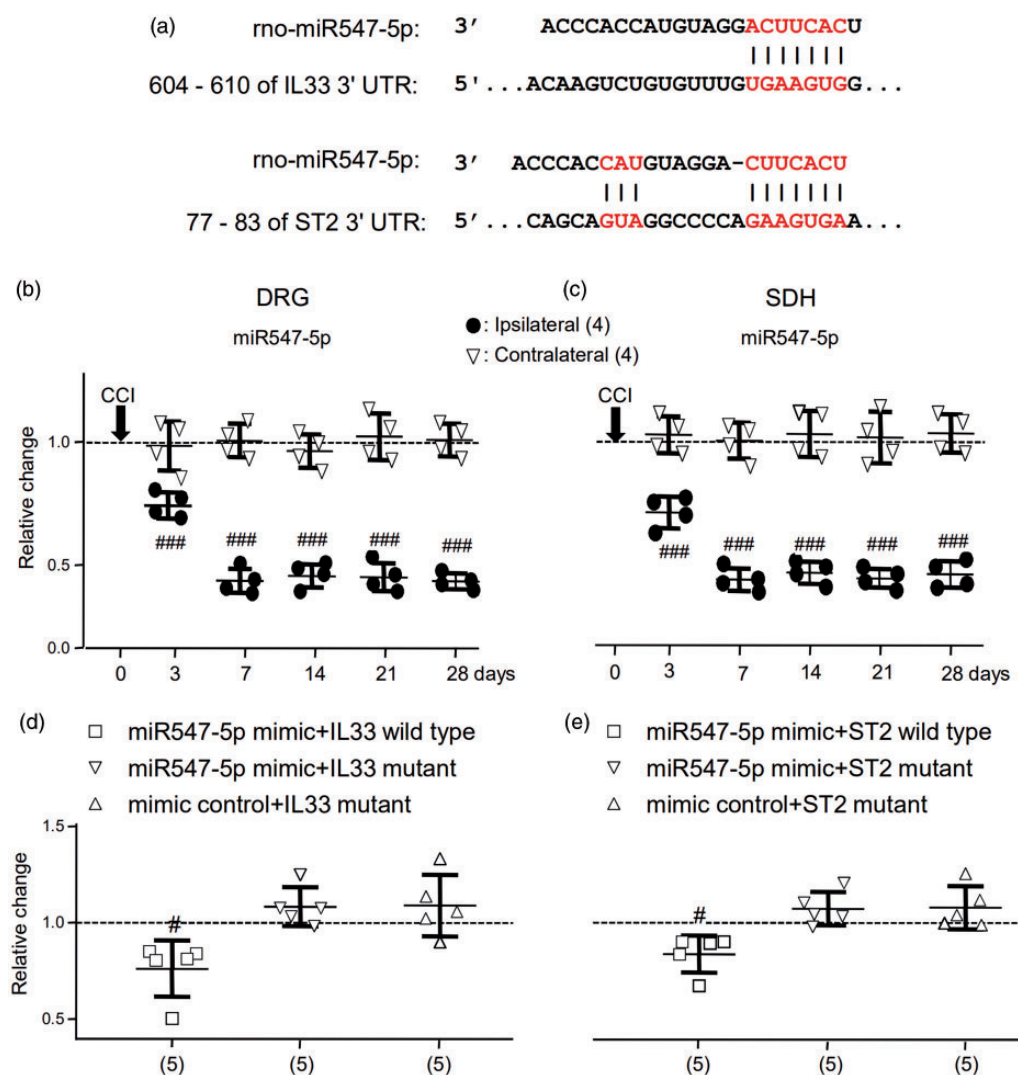 (a)
rno-miR547-5p: 3′ ACCCACCAUGUAGGACUUCACU
| | | | | | |
604 - 610 of IL33 3' UTR: 5'...ACAAGUCUGUGUUUGUGAAGUGG...
rno-miR547-5p: 3′ ACCCACCAUGUAGGA-CUUCACU
| | | | | | | | | |
77 - 83 of ST2 3' UTR: 5′...CAGCAGUAGGCCCCAGAAGUGAA...
(b) DRG
miR547-5p
●: Ipsilateral (4)
▽: Contralateral (4)
(c) SDH
miR547-5p
Relative change
CCI
1.0
0.5
0.0
### ### ### ### ###
0 3 7 14 21 28 days
CCI
### ### ### ### ###
0 3 7 14 21 28 days
(d) □ miR547-5p mimic+IL33 wild type
▽ miR547-5p mimic+IL33 mutant
△ mimic control+IL33 mutant
Relative change
1.5
1.0
0.5
#
(5) (5) (5)
(e) □ miR547-5p mimic+ST2 wild type
▽ miR547-5p mimic+ST2 mutant
△ mimic control+ST2 mutant
#
(5) (5) (5)